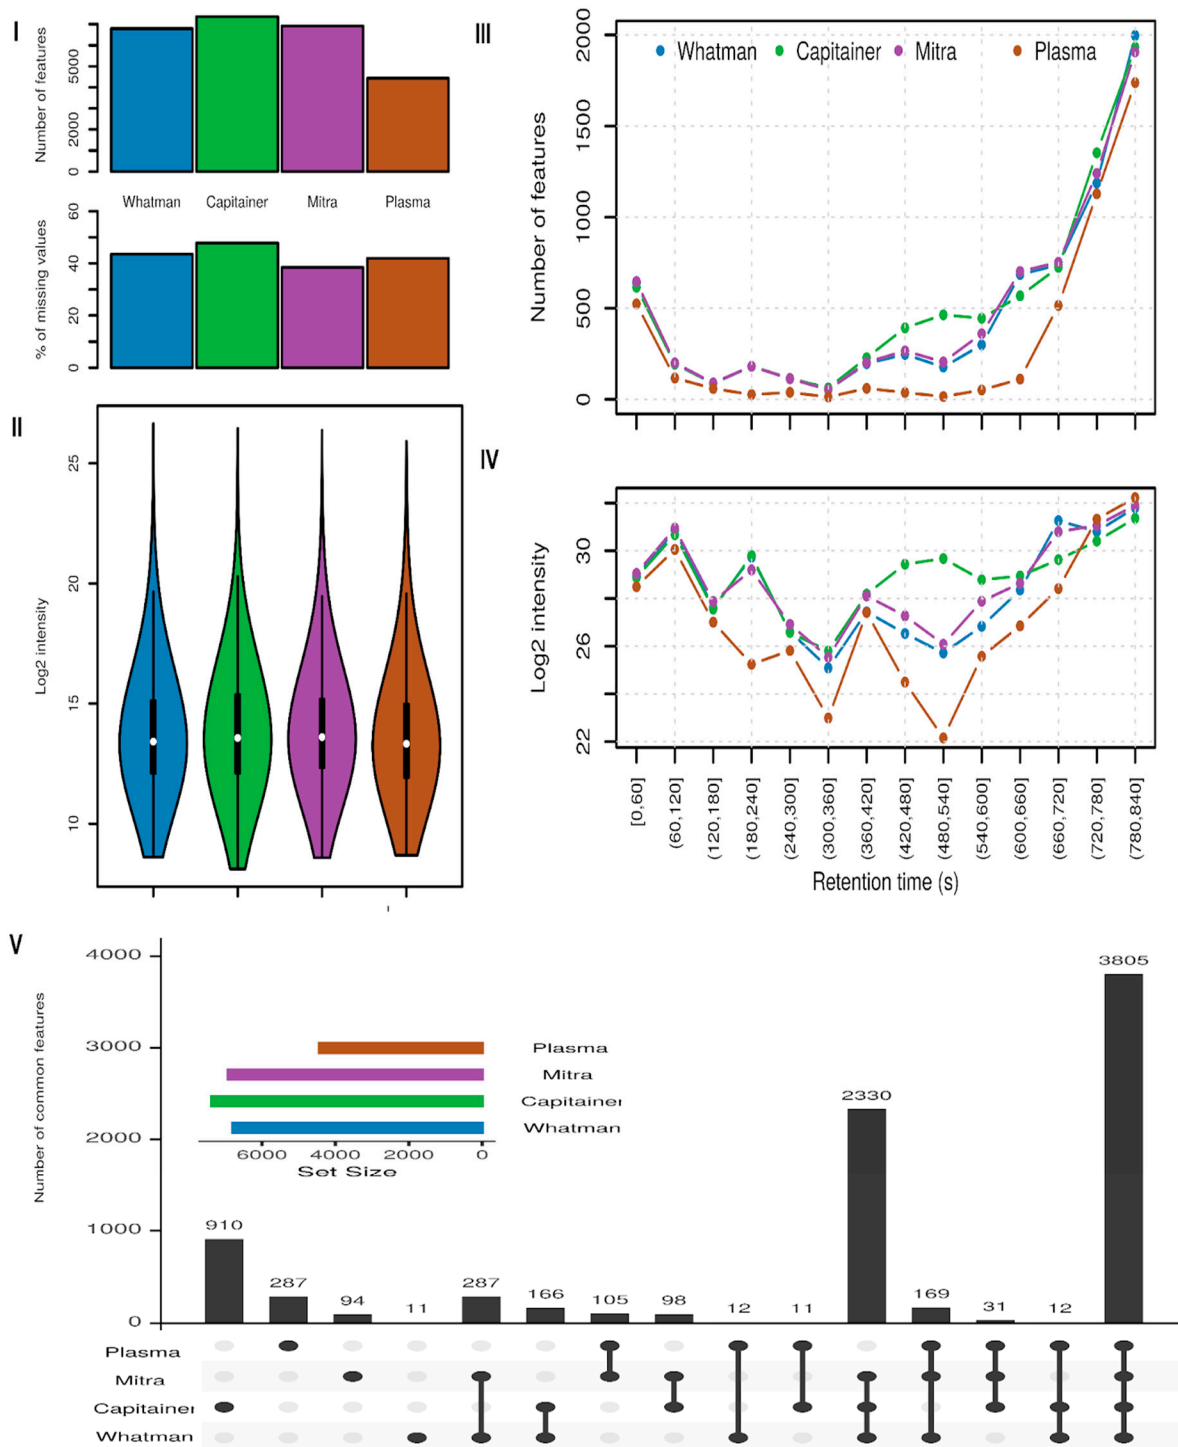 I
Number of features
0
2000
5000
Whatman
Capitainer
Mitra
Plasma
% of missing values
0
20
40
60
II
Log2 intensity
10
15
20
25
III
Whatman
Capitainer
Mitra
Plasma
Number of features
0
500
1000
1500
2000
IV
Log2 intensity
22
26
30
[0,60]
(60,120]
(120,180]
(180,240]
(240,300]
(300,360]
(360,420]
(420,480]
(480,540]
(540,600]
(600,660]
(660,720]
(720,780]
(780,840]
Retention time (s)
V
Number of common features
4000
3000
2000
1000
0
Plasma
Mitra
Capitainer
Whatman
6000 4000 2000 0
Set Size
910
287
94
11
287
166
105
98
12
11
2330
169
31
12
3805
Plasma
Mitra
Capitainer
Whatman